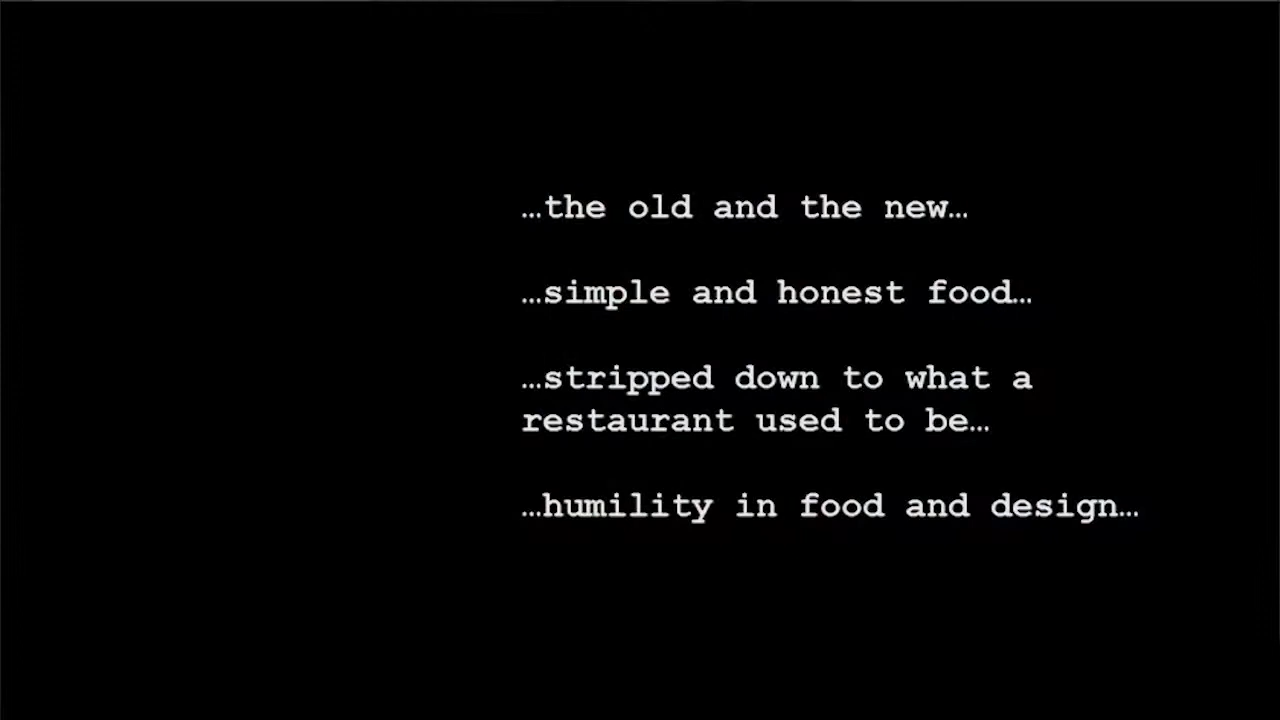 …the old and the new…
…simple and honest food…
…stripped down to what a
restaurant used to be…
…humility in food and design…